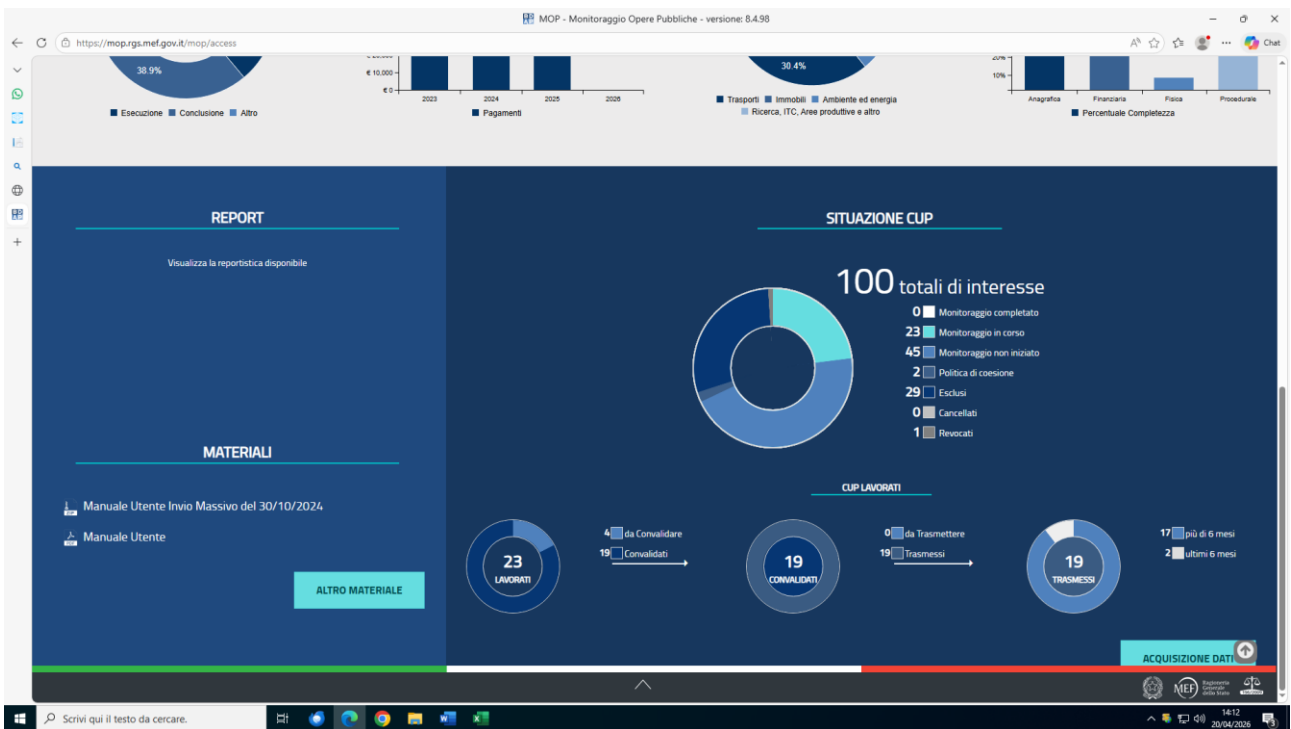 MOP - Monitoraggio Opere Pubbliche - versione: 8.4.98
https://mop.rgs.mef.gov.it/mop/access
Chat
38.9%
€ 10,000
€ 0
2023 2024 2025 2026
Esecuzione Conclusione Altro
Pagamenti
30.4%
Trasporti Immobili Ambiente ed energia
Ricerca, ITC, Aree produttive e altro
20%
10%
Anagrafica Finanziaria Fisica Procedurale
Percentuale Completezza
REPORT
Visualizza la reportistica disponibile
MATERIALI
Manuale Utente Invio Massivo del 30/10/2024
Manuale Utente
ALTRO MATERIALE
SITUAZIONE CUP
100 totali di interesse
0 Monitoraggio completato
23 Monitoraggio in corso
45 Monitoraggio non iniziato
2 Politica di coesione
29 Esclusi
0 Cancellati
1 Revocati
CUP LAVORATI
23
LAVORATI
4 da Convalidare
19 Convalidati
19
CONVALIDATI
0 da Trasmettere
19 Trasmessi
19
TRASMESSI
17 più di 6 mesi
2 ultimi 6 mesi
ACQUISIZIONE DATI
MEF
Ragioneria
Generale
dello Stato
Scrivi qui il testo da cercare.
14:12
20/04/2026
3